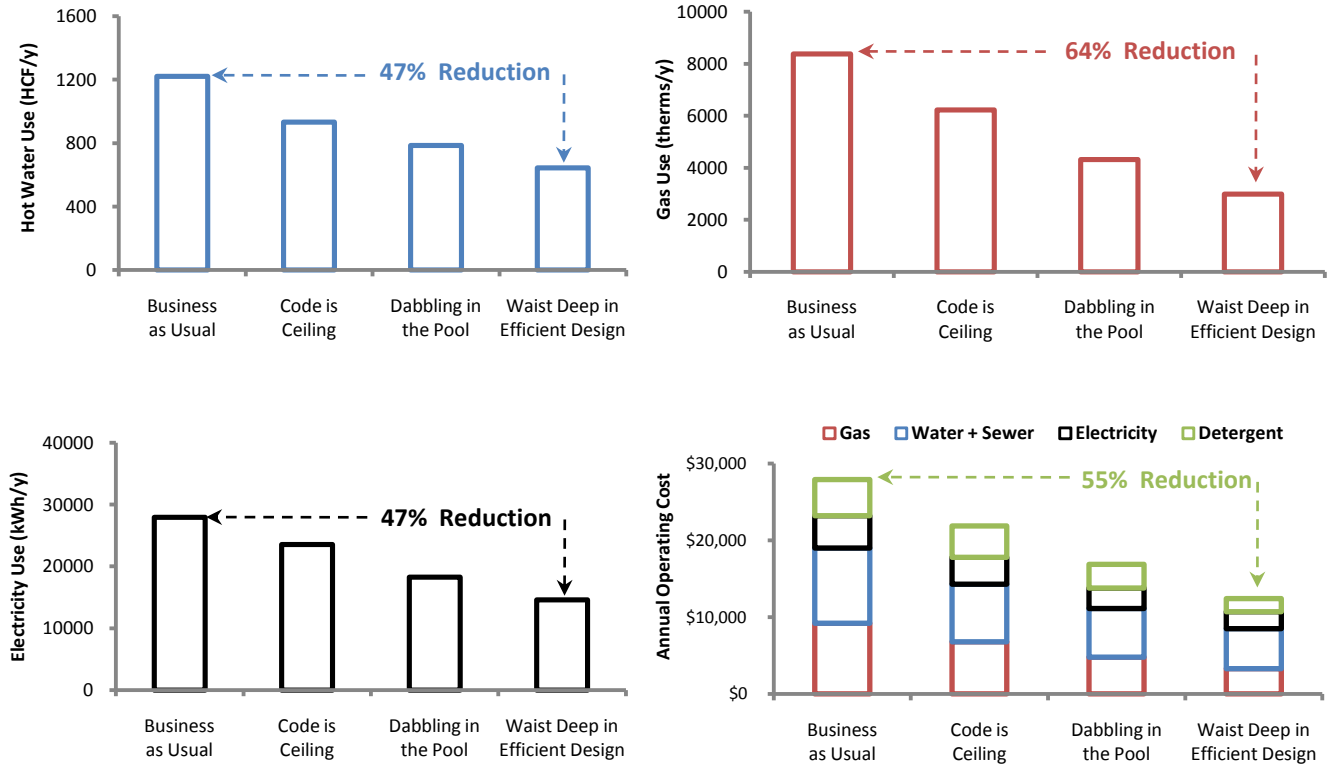 1600
1200
800
400
0
Hot Water Use (HCF/y)
47% Reduction
Business
as Usual
Code is
Ceiling
Dabbling in
the Pool
Waist Deep in
Efficient Design
10000
8000
6000
4000
2000
0
Gas Use (therms/y)
64% Reduction
Business
as Usual
Code is
Ceiling
Dabbling in
the Pool
Waist Deep in
Efficient Design
40000
30000
20000
10000
0
Electricity Use (kWh/y)
47% Reduction
Business
as Usual
Code is
Ceiling
Dabbling in
the Pool
Waist Deep in
Efficient Design
Gas Water + Sewer Electricity Detergent
$30,000
$20,000
$10,000
$0
Annual Operating Cost
55% Reduction
Business
as Usual
Code is
Ceiling
Dabbling in
the Pool
Waist Deep in
Efficient Design